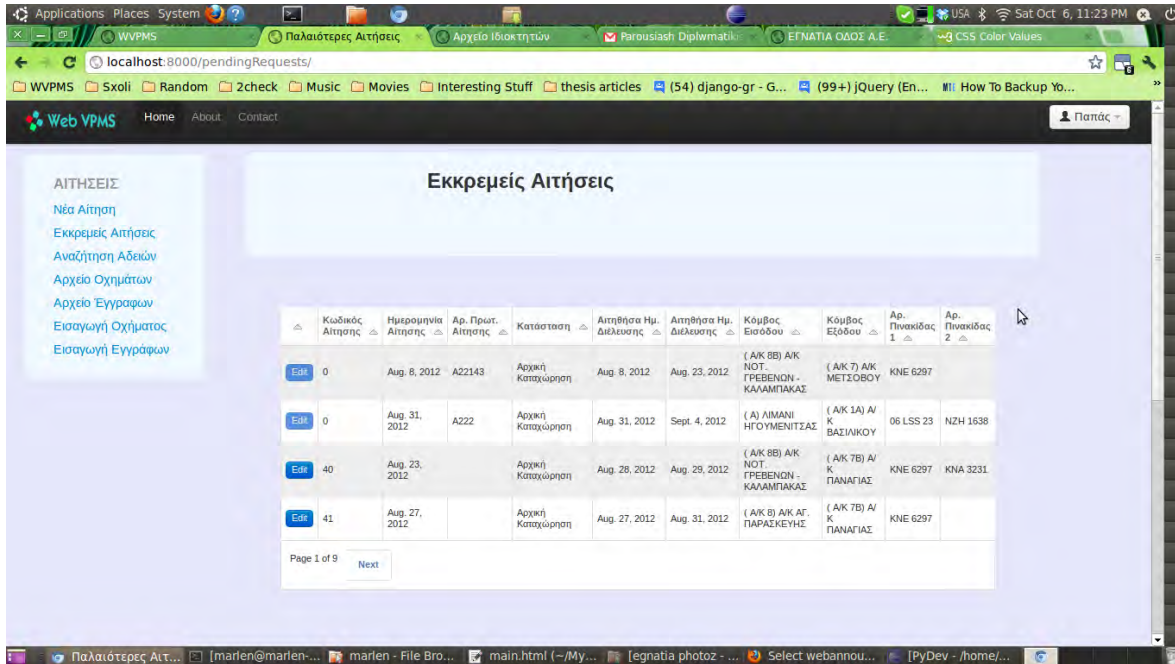 Applications Places System USA Sat Oct 6, 11:23 PM
WVPMS Παλαιότερες Αιτήσεις Αρχείο Ιδιοκτητών Parousiash Diplwmatik ΕΓΝΑΤΙΑ ΟΔΟΣ Α.Ε. CSS Color Values
localhost:8000/pendingRequests/
WVPMS Sxoli Random 2check Music Movies Interesting Stuff thesis articles (54) django-gr - G... (99+) jQuery (En... How To Backup Yo... »
Web VPMS Home About Contact Παπάς
ΑΙΤΗΣΕΙΣ
Νέα Αίτηση
Εκκρεμείς Αιτήσεις
Αναζήτηση Αδειών
Αρχείο Οχημάτων
Αρχείο Έγγραφων
Εισαγωγή Οχήματος
Εισαγωγή Εγγράφων
Εκκρεμείς Αιτήσεις
Κωδικός Αίτησης Ημερομηνία Αίτησης Αρ. Πρωτ. Αίτησης Κατάσταση Αιτηθήσα Ημ. Διέλευσης Αιτηθήσα Ημ. Διέλευσης Κόμβος Εισόδου Κόμβος Εξόδου Αρ. Πινακίδας 1 Αρ. Πινακίδας 2
Edit 0 Aug. 8, 2012 A22143 Αρχική Καταχώρηση Aug. 8, 2012 Aug. 23, 2012 ( Α/Κ 8Β) Α/Κ ΝΟΤ. ΓΡΕΒΕΝΩΝ - ΚΑΛΑΜΠΑΚΑΣ ( Α/Κ 7) Α/Κ ΜΕΤΣΟΒΟΥ ΚΝΕ 6297
Edit 0 Aug. 31, 2012 A222 Αρχική Καταχώρηση Aug. 31, 2012 Sept. 4, 2012 ( Α) ΛΙΜΑΝΙ ΗΓΟΥΜΕΝΙΤΣΑΣ ( Α/Κ 1Α) Α/Κ ΒΑΣΙΛΙΚΟΥ 06 LSS 23 NZH 1638
Edit 40 Aug. 23, 2012 Αρχική Καταχώρηση Aug. 28, 2012 Aug. 29, 2012 ( Α/Κ 8Β) Α/Κ ΝΟΤ. ΓΡΕΒΕΝΩΝ - ΚΑΛΑΜΠΑΚΑΣ ( Α/Κ 7Β) Α/Κ ΠΑΝΑΓΙΑΣ ΚΝΕ 6297 ΚΝΑ 3231
Edit 41 Aug. 27, 2012 Αρχική Καταχώρηση Aug. 27, 2012 Aug. 31, 2012 ( Α/Κ 8) Α/Κ ΑΓ. ΠΑΡΑΣΚΕΥΗΣ ( Α/Κ 7Β) Α/Κ ΠΑΝΑΓΙΑΣ ΚΝΕ 6297
Page 1 of 9 Next
Παλαιότερες Αιτ... [marlen@marlen-... marlen - File Bro... main.html (~/My... [egnatia photoz - ... Select webannou... [PyDev - /home/...